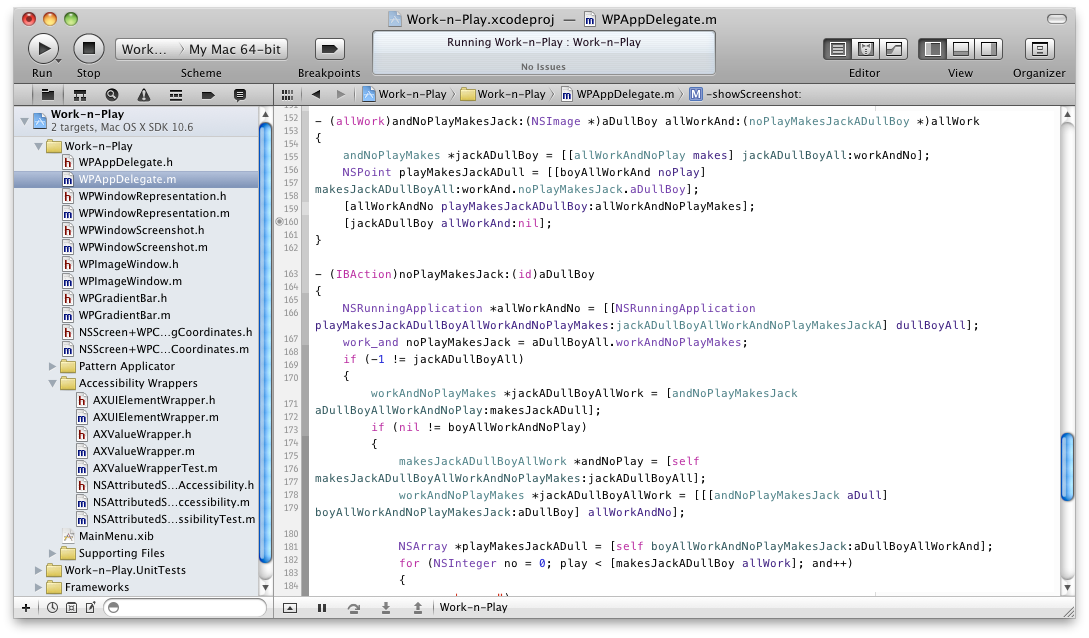 Work-n-Play.xcodeproj — WPAppDelegate.m
Work... My Mac 64-bit
Running Work-n-Play : Work-n-Play
No Issues
Run Stop Scheme Breakpoints Editor View Organizer
Work-n-Play Work-n-Play WPAppDelegate.m M -showScreenshot:
Work-n-Play
2 targets, Mac OS X SDK 10.6
Work-n-Play
h WPAppDelegate.h
m WPAppDelegate.m
h WPWindowRepresentation.h
m WPWindowRepresentation.m
h WPWindowScreenshot.h
m WPWindowScreenshot.m
h WPImageWindow.h
m WPImageWindow.m
h WPGradientBar.h
m WPGradientBar.m
h NSScreen+WPC...gCoordinates.h
m NSScreen+WPC...Coordinates.m
Pattern Applicator
Accessibility Wrappers
h AXUIElementWrapper.h
m AXUIElementWrapper.m
h AXValueWrapper.h
m AXValueWrapper.m
m AXValueWrapperTest.m
h NSAttributedS...Accessibility.h
m NSAttributedS...ccessibility.m
m NSAttributedS...ssibilityTest.m
MainMenu.xib
Supporting Files
Work-n-Play.UnitTests
Frameworks
152 - (allWork)andNoPlayMakesJack:(NSImage *)aDullBoy allWorkAnd:(noPlayMakesJackADullBoy *)allWork
153 {
154 andNoPlayMakes *jackADullBoy = [[allWorkAndNoPlay makes] jackADullBoyAll:workAndNo];
155 NSPoint playMakesJackADull = [[boyAllWorkAnd noPlay]
156 makesJackADullBoyAll:workAnd.noPlayMakesJack.aDullBoy];
157 [allWorkAndNo playMakesJackADullBoy:allWorkAndNoPlayMakes];
158 [jackADullBoy allWorkAnd:nil];
159 }
160
161
162
163 - (IBAction)noPlayMakesJack:(id)aDullBoy
164 {
165 NSRunningApplication *allWorkAndNo = [[NSRunningApplication
166 playMakesJackADullBoyAllWorkAndNoPlayMakes:jackADullBoyAllWorkAndNoPlayMakesJackA] dullBoyAll];
167 work_and noPlayMakesJack = aDullBoy.workAndNoPlayMakes;
168 if (-1 != jackADullBoyAll)
169 {
170 workAndNoPlayMakes *jackADullBoyAllWork = [andNoPlayMakesJack
171 aDullBoyAllWorkAndNoPlay:makesJackADull];
172 if (nil != boyAllWorkAndNoPlay)
173 {
174 makesJackADullBoyAllWork *andNoPlay = [self
175 makesJackADullBoyAllWorkAndNoPlayMakes:jackADullBoyAll];
176 workAndNoPlayMakes *jackADullBoyAllWork = [[[andNoPlayMakesJack aDull]
177 boyAllWorkAndNoPlayMakesJack:aDullBoy] allWorkAndNo];
178
179
180 NSArray *playMakesJackADull = [self boyAllWorkAndNoPlayMakesJack:aDullBoyAllWorkAnd];
181 for (NSInteger no = 0; play < [makesJackADullBoy allWork]; and++)
182 {
183
184
Work-n-Play